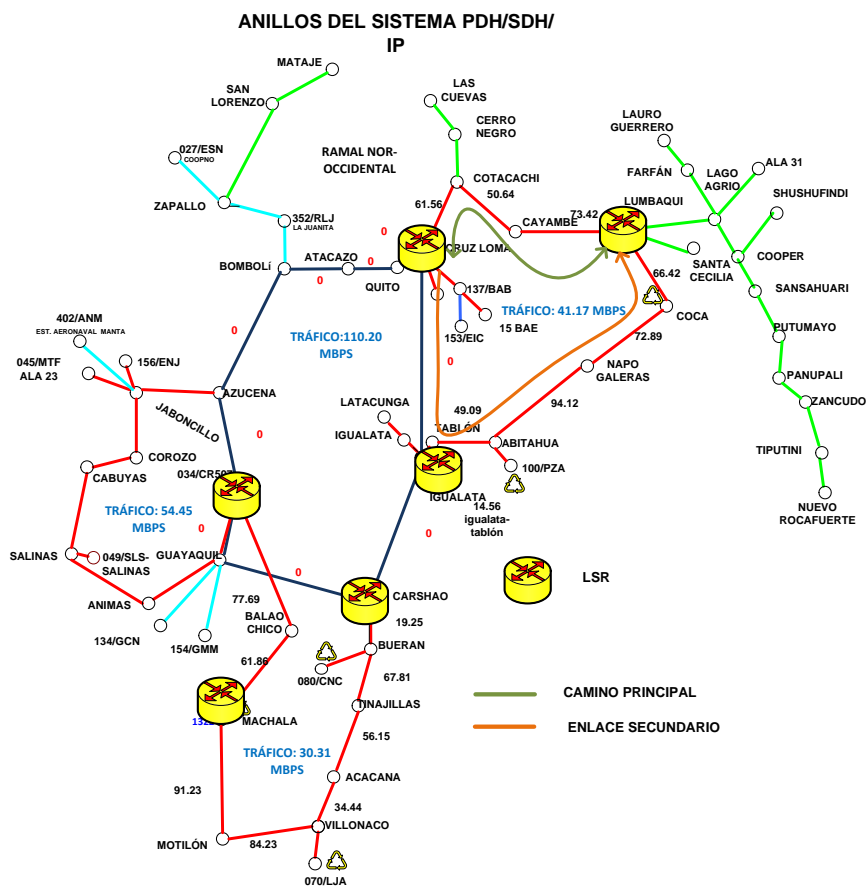 ANILLOS DEL SISTEMA PDH/SDH/
IP
MATAJE
SAN
LORENZO
LAS
CUEVAS
CERRO
NEGRO
LAURO
GUERRERO
027/ESN
COOPNO
RAMAL NOR-
OCCIDENTAL
FARFÁN
LAGO
AGRIO
ALA 31
COTACACHI
50.64
SHUSHUFINDI
ZAPALLO
352/RLJ
LA JUANITA
61.56
CAYAMBE
73.42
LUMBAQUI
0
CRUZ LOMA
ATACAZO
0
BOMBOLÍ
0
QUITO
SANTA
CECILIA
COOPER
66.42
137/BAB
SANSAHUARI
402/ANM
EST. AERONAVAL MANTA
TRÁFICO: 41.17 MBPS
COCA
0
TRÁFICO:110.20
MBPS
153/EIC
15 BAE
PUTUMAYO
72.89
045/MTF
ALA 23
156/ENJ
0
NAPO
GALERAS
PANUPALI
AZUCENA
LATACUNGA
49.09
94.12
ZANCUDO
JABONCILLO
IGUALATA
TABLÓN
ABITAHUA
0
TIPUTINI
COROZO
CABUYAS
034/CR507
100/PZA
IGUALATA
14.56
igualata-
tablón
NUEVO
ROCAFUERTE
TRÁFICO: 54.45
MBPS
0
0
SALINAS
049/SLS-
SALINAS
GUAYAQUIL
0
LSR
ANIMAS
77.69
CARSHAO
19.25
BALAO
CHICO
134/GCN
154/GMM
BUERAN
61.86
080/CNC
67.81
CAMINO PRINCIPAL
TINAJILLAS
MACHALA
ENLACE SECUNDARIO
56.15
TRÁFICO: 30.31
MBPS
ACACANA
91.23
34.44
VILLONACO
MOTILÓN
84.23
070/LJA